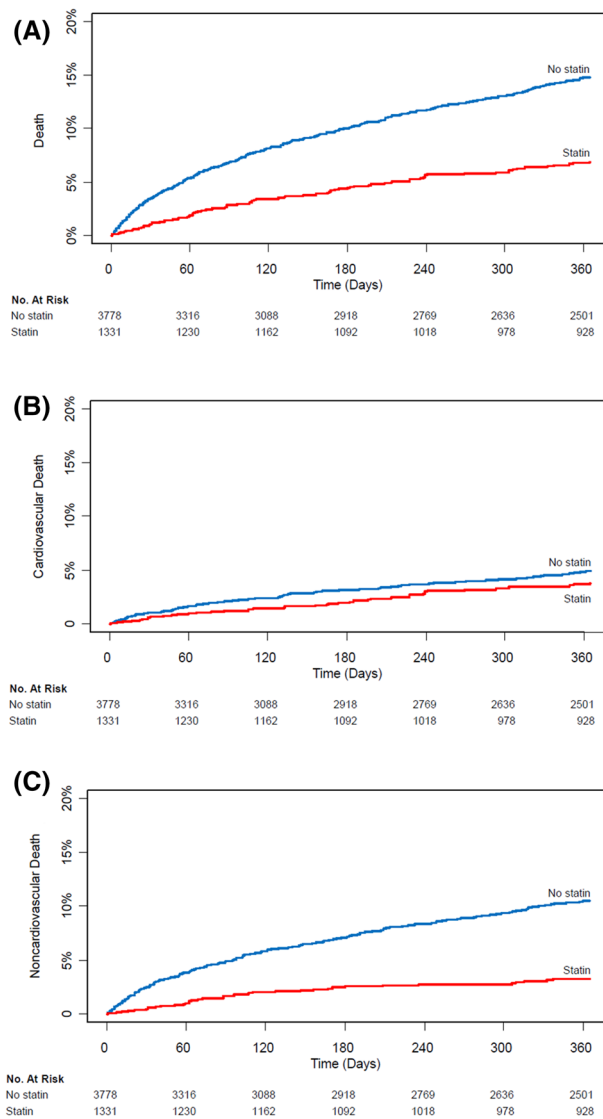 (A)
20%
15%
10%
5%
0%
Death
No statin
Statin
0 60 120 180 240 300 360
Time (Days)
No. At Risk
No statin 3778 3316 3088 2918 2769 2636 2501
Statin 1331 1230 1162 1092 1018 978 928
(B)
20%
15%
10%
5%
0
Cardiovascular Death
No statin
Statin
0 60 120 180 240 300 360
Time (Days)
No. At Risk
No statin 3778 3316 3088 2918 2769 2636 2501
Statin 1331 1230 1162 1092 1018 978 928
(C)
20%
15%
10%
5%
0
Noncardiovascular Death
No statin
Statin
0 60 120 180 240 300 360
Time (Days)
No. At Risk
No statin 3778 3316 3088 2918 2769 2636 2501
Statin 1331 1230 1162 1092 1018 978 928